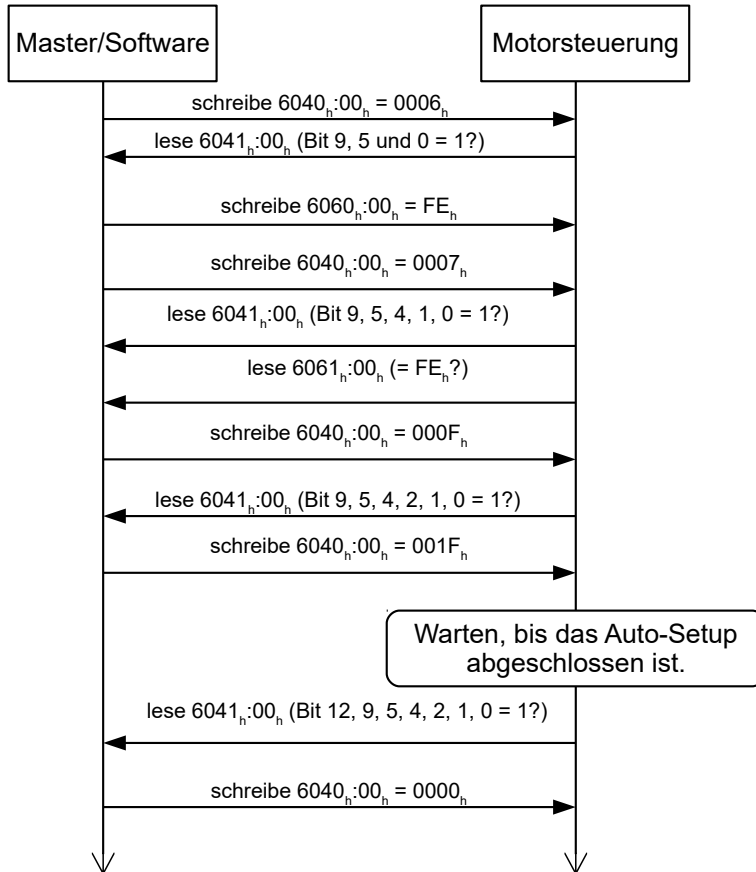 Master/Software
Motorsteuerung
schreibe 6040ₕ:00ₕ = 0006ₕ
lese 6041ₕ:00ₕ (Bit 9, 5 und 0 = 1?)
schreibe 6060ₕ:00ₕ = FEₕ
schreibe 6040ₕ:00ₕ = 0007ₕ
lese 6041ₕ:00ₕ (Bit 9, 5, 4, 1, 0 = 1?)
lese 6061ₕ:00ₕ (= FEₕ?)
schreibe 6040ₕ:00ₕ = 000Fₕ
lese 6041ₕ:00ₕ (Bit 9, 5, 4, 2, 1, 0 = 1?)
schreibe 6040ₕ:00ₕ = 001Fₕ
Warten, bis das Auto-Setup
abgeschlossen ist.
lese 6041ₕ:00ₕ (Bit 12, 9, 5, 4, 2, 1, 0 = 1?)
schreibe 6040ₕ:00ₕ = 0000ₕ